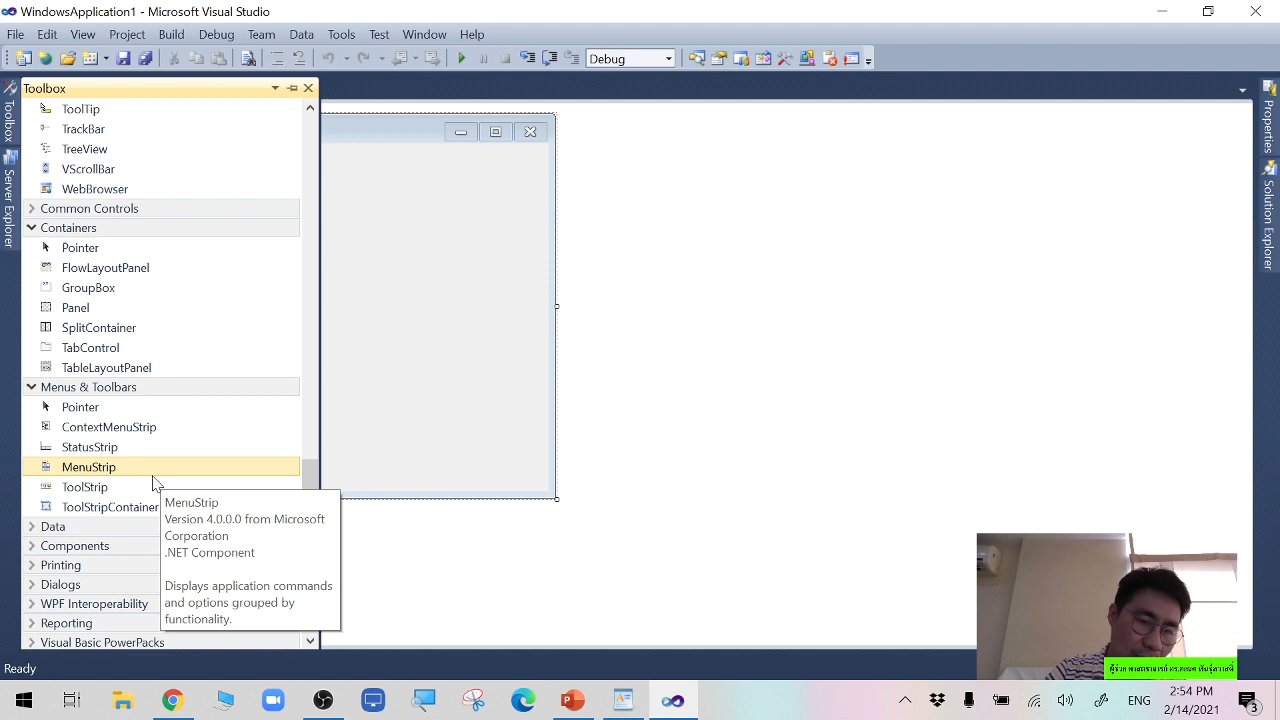 WindowsApplication1 - Microsoft Visual Studio
File Edit View Project Build Debug Team Data Tools Test Window Help
Debug
Toolbox
Server Explorer
Toolbox
ToolTip
TrackBar
TreeView
VScrollBar
WebBrowser
Common Controls
Containers
Pointer
FlowLayoutPanel
GroupBox
Panel
SplitContainer
TabControl
TableLayoutPanel
Menus & Toolbars
Pointer
ContextMenuStrip
StatusStrip
MenuStrip
ToolStrip
ToolStripContainer
Data
Components
Printing
Dialogs
WPF Interoperability
Reporting
Visual Basic PowerPacks
MenuStrip
Version 4.0.0.0 from Microsoft
Corporation
.NET Component
Displays application commands
and options grouped by
functionality.
Properties
Solution Explorer
Ready
ENG
2:54 PM
2/14/2021
3